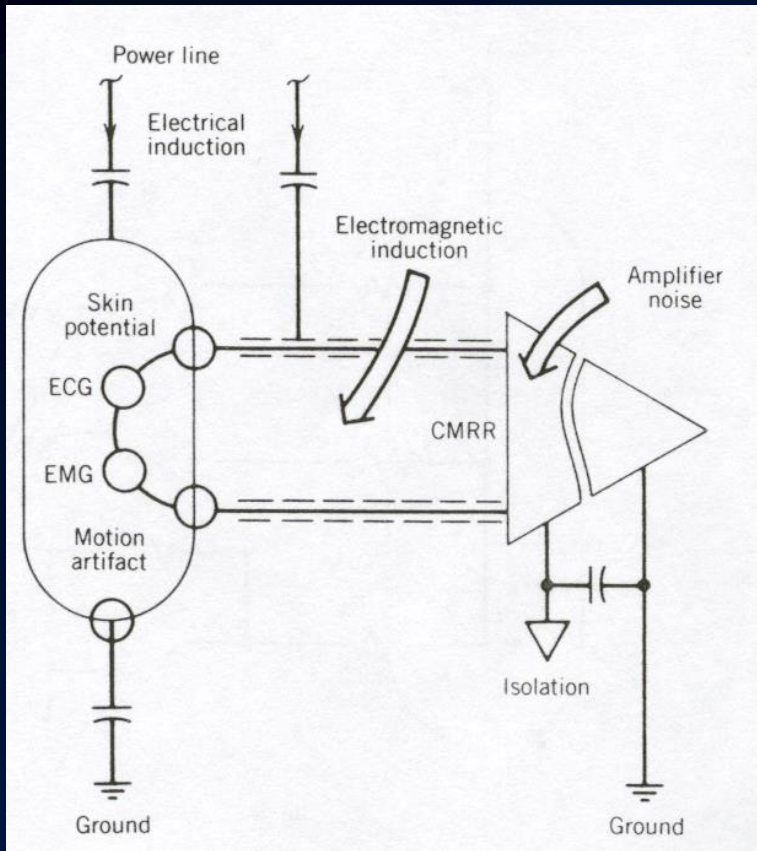 Power line
Electrical
induction
Electromagnetic
induction
Amplifier
noise
Skin
potential
ECG
CMRR
EMG
Motion
artifact
Isolation
Ground
Ground